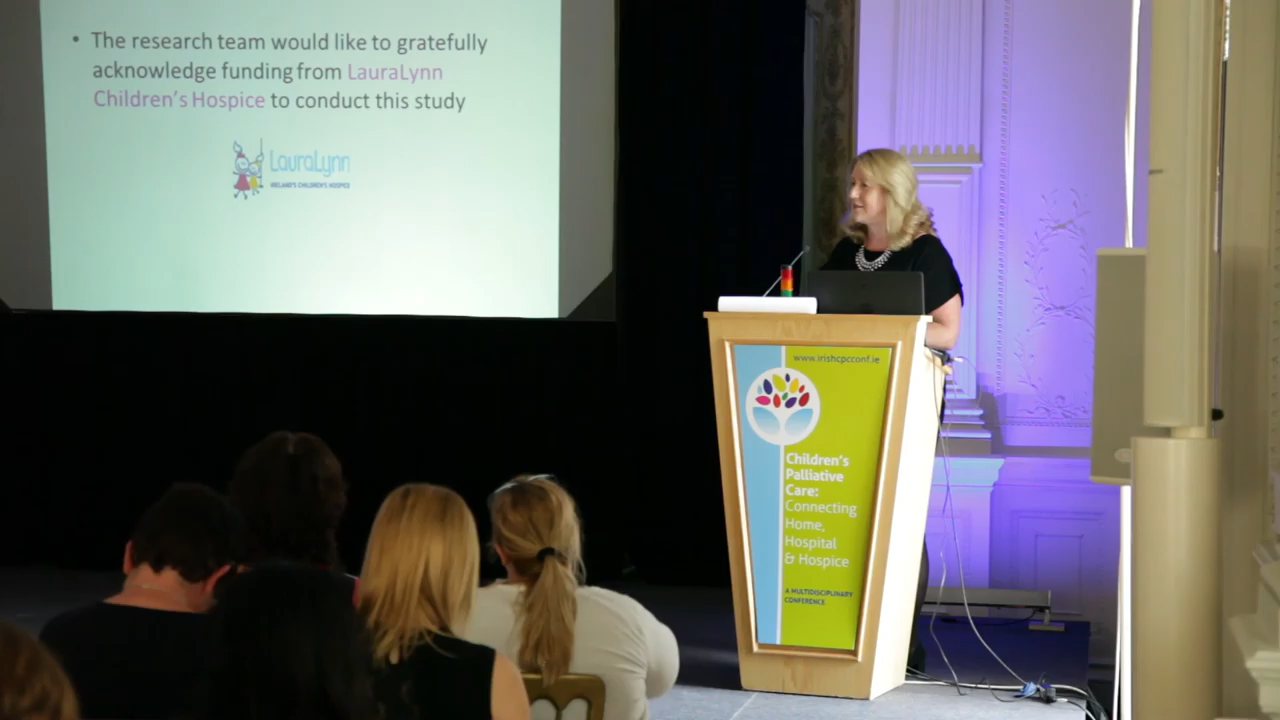 • The research team would like to gratefully
acknowledge funding from LauraLynn
Children's Hospice to conduct this study
LauraLynn
IRELAND'S CHILDREN'S HOSPICE
www.irishcpcconf.ie
Children's
Palliative
Care:
Connecting
Home,
Hospital
& Hospice
A MULTIDISCIPLINARY
CONFERENCE